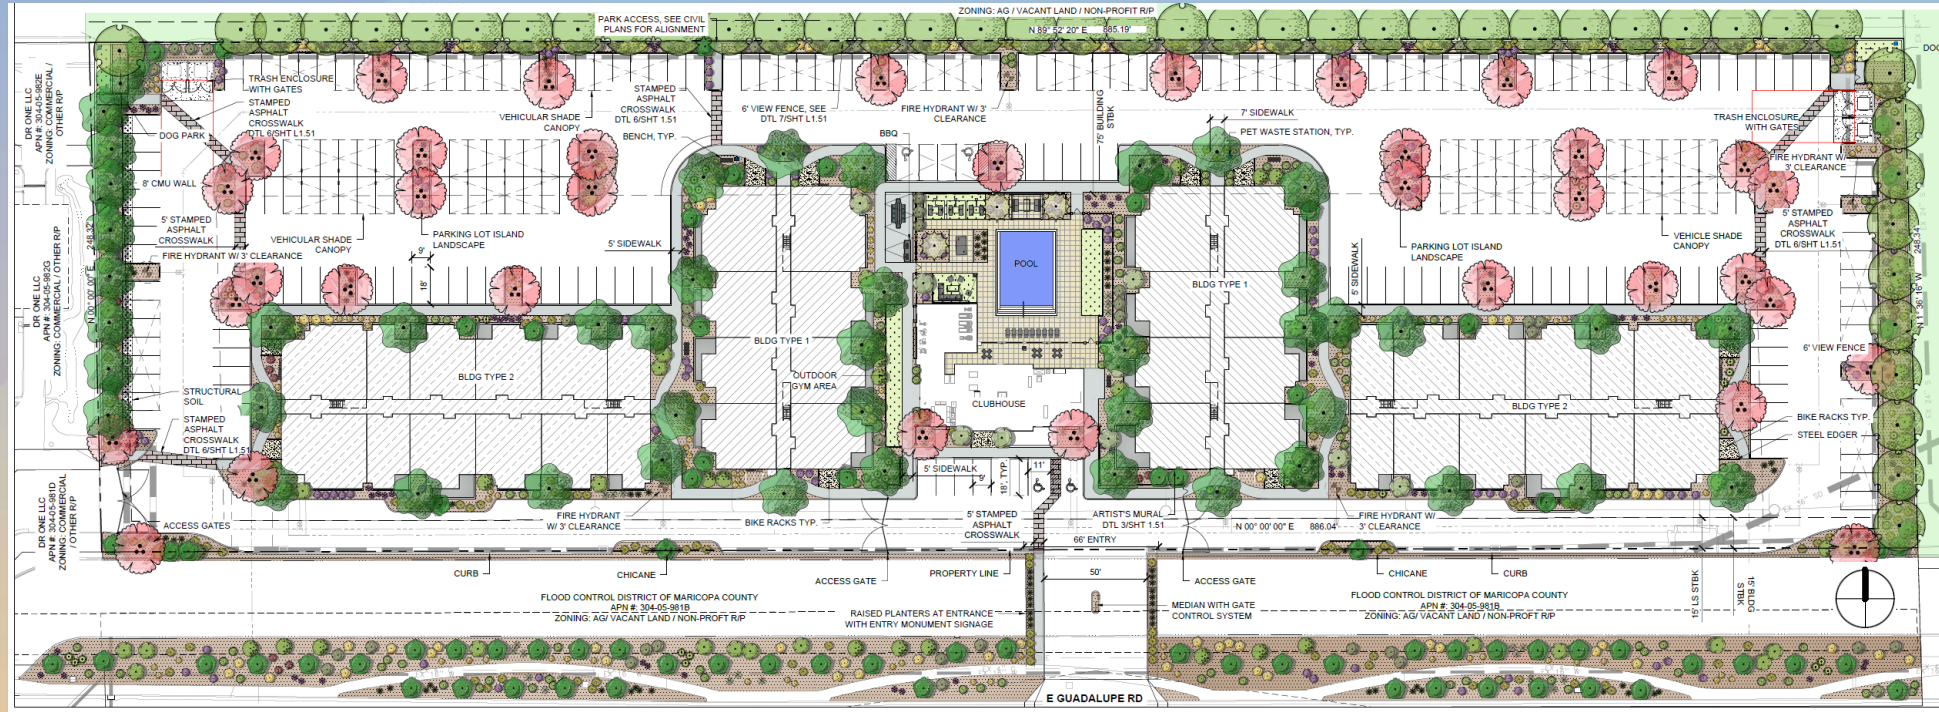 ZONING: AG / VACANT LAND / NON-PROFIT R/P
N 89° 52' 20" E 885.19'
PARK ACCESS, SEE CIVIL
PLANS FOR ALIGNMENT
DR ONE LLC
APN #: 304-05-982E
ZONING: COMMERCIAL /
OTHER R/P
TRASH ENCLOSURE
WITH GATES
STAMPED
ASPHALT
CROSSWALK
DTL 6/SHT L1.51
DOG PARK
8' CMU WALL
5' STAMPED
ASPHALT
CROSSWALK
FIRE HYDRANT W/ 3' CLEARANCE
VEHICULAR SHADE
CANOPY
VEHICULAR SHADE
CANOPY
PARKING LOT ISLAND
LANDSCAPE
9'
18'
STAMPED
ASPHALT
CROSSWALK
DTL 6/SHT L1.51
BENCH, TYP.
5' SIDEWALK
6' VIEW FENCE, SEE
DTL 7/SHT L1.51
BBQ
FIRE HYDRANT W/ 3'
CLEARANCE
75' BUILDING
STBK
7' SIDEWALK
PET WASTE STATION, TYP.
TRASH ENCLOSURE
WITH GATES
FIRE HYDRANT W/
3' CLEARANCE
5' STAMPED
ASPHALT
CROSSWALK
DTL 6/SHT L1.51
VEHICLE SHADE
CANOPY
PARKING LOT ISLAND
LANDSCAPE
5' SIDEWALK
DR ONE LLC
APN #: 304-05-982G
ZONING: COMMERCIAL / OTHER R/P
N 00° 00' 00" E 248.32'
POOL
BLDG TYPE 1
BLDG TYPE 1
BLDG TYPE 2
BLDG TYPE 2
OUTDOOR
GYM AREA
CLUBHOUSE
6' VIEW FENCE
BIKE RACKS TYP.
STEEL EDGER
STRUCTURAL
SOIL
STAMPED
ASPHALT
CROSSWALK
DTL 6/SHT L1.51
5' SIDEWALK
9'
18', TYP.
11'
DR ONE LLC
APN #: 304-05-981D
ZONING: COMMERCIAL
/ OTHER R/P
ACCESS GATES
FIRE HYDRANT
W/ 3' CLEARANCE
BIKE RACKS TYP.
5' STAMPED
ASPHALT
CROSSWALK
ARTIST'S MURAL
DTL 3/SHT 1.51
N 00° 00' 00" E 886.04'
FIRE HYDRANT W/
3' CLEARANCE
66' ENTRY
CURB
CHICANE
ACCESS GATE
PROPERTY LINE
50'
ACCESS GATE
CHICANE
CURB
15' LS STBK
15' BLDG
STBK
FLOOD CONTROL DISTRICT OF MARICOPA COUNTY
APN #: 304-05-981B
ZONING: AG/ VACANT LAND / NON-PROFT R/P
RAISED PLANTERS AT ENTRANCE
WITH ENTRY MONUMENT SIGNAGE
MEDIAN WITH GATE
CONTROL SYSTEM
FLOOD CONTROL DISTRICT OF MARICOPA COUNTY
APN #: 304-05-981B
ZONING: AG/ VACANT LAND / NON-PROFT R/P
E GUADALUPE RD